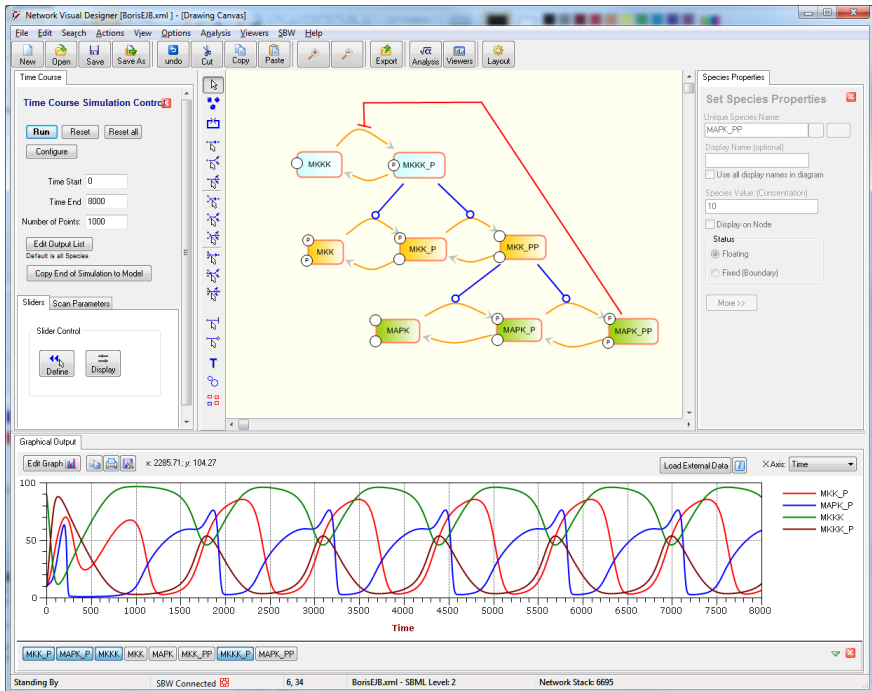 Network Visual Designer [BorisEJB.xml ] - [Drawing Canvas]
File Edit Search Actions View Options Analysis Viewers SBW Help
New Open Save Save As undo Cut Copy Paste Export Analysis Viewers Layout
√α
Time Course
Time Course Simulation Control
Run Reset Reset all
Configure
Time Start 0
Time End 8000
Number of Points: 1000
Edit Output List
Default is all Species
Copy End of Simulation to Model
Sliders Scan Parameters
Slider Control
Define Display
T
MKKK P MKKK_P
P P MKK P MKK_P MKK_PP
MAPK P MAPK_P P P MAPK_PP
Species Properties
Set Species Properties
Unique Species Name:
MAPK_PP
Display Name (optional)
Use all display names in diagram
Species Value: (Concentration)
10
Display on Node
Status
Floating
Fixed (Boundary)
More >>
Graphical Output
Edit Graph x: 2285.71; y: 104.27 Load External Data XAxis: Time
100
50
0
0 500 1000 1500 2000 2500 3000 3500 4000 4500 5000 5500 6000 6500 7000 7500 8000
Time
MKK_P
MAPK_P
MKKK
MKKK_P
MKK_P MAPK_P MKKK MKK MAPK MKK_PP MKKK_P MAPK_PP
Standing By SBW Connected 6, 34 BorisEJB.xml - SBML Level: 2 Network Stack: 6695